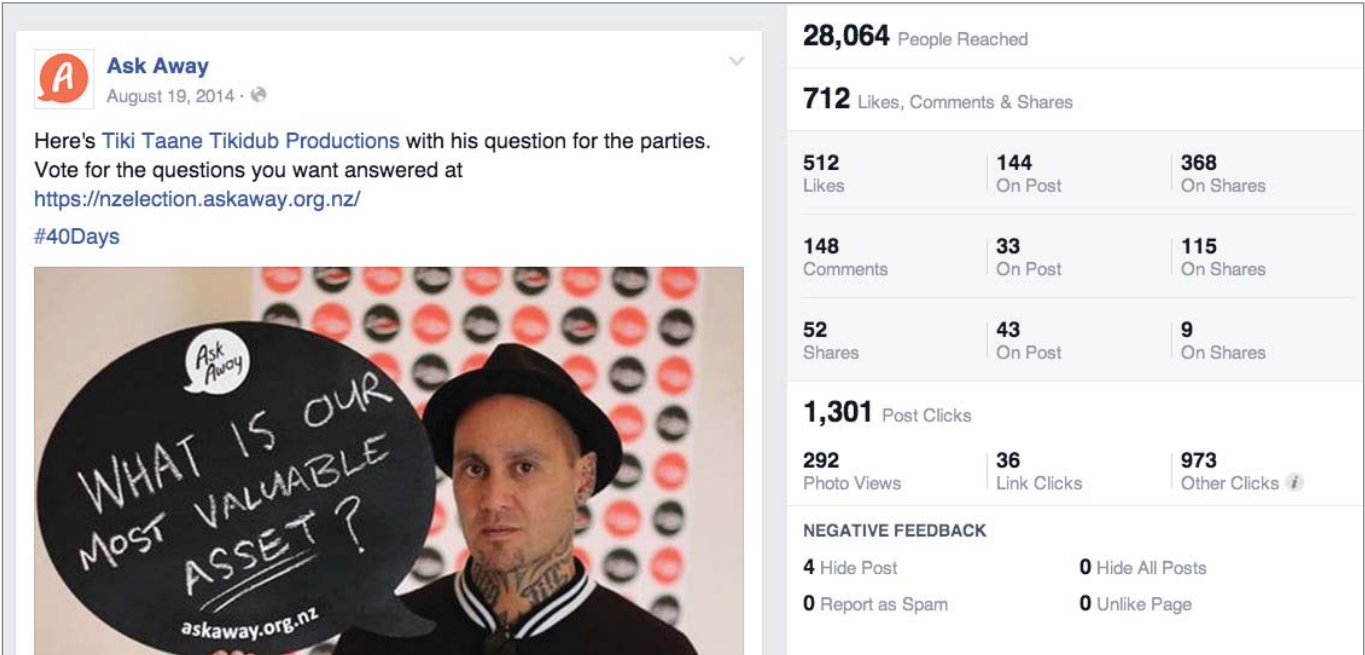 Ask Away
August 19, 2014 ·
Here's Tiki Taane Tikidub Productions with his question for the parties.
Vote for the questions you want answered at
https://nzelection.askaway.org.nz/
#40Days
Ask
Away
WHAT IS OUR
MOST VALUABLE
ASSET?
askaway.org.nz
28,064 People Reached
712 Likes, Comments & Shares
512 144 368
Likes On Post On Shares
148 33 115
Comments On Post On Shares
52 43 9
Shares On Post On Shares
1,301 Post Clicks
292 36 973
Photo Views Link Clicks Other Clicks i
NEGATIVE FEEDBACK
4 Hide Post 0 Hide All Posts
0 Report as Spam 0 Unlike Page